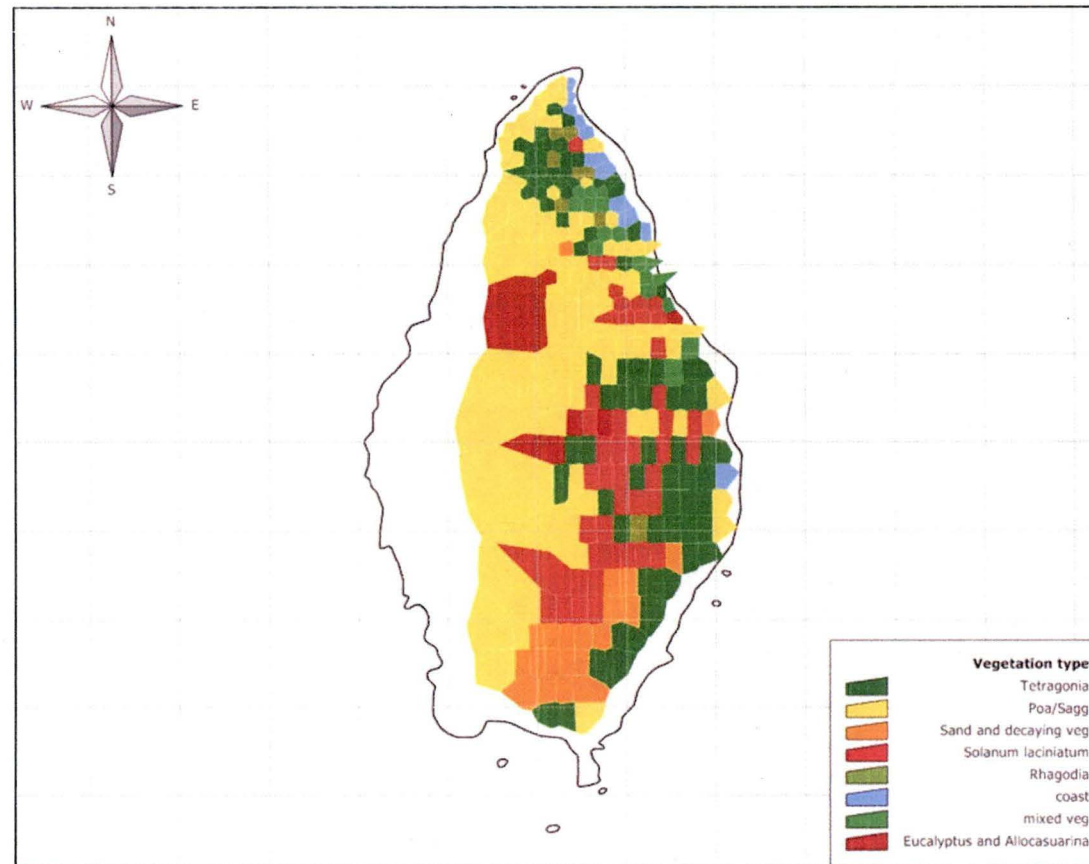 N
W E
S
Vegetation type
Tetragonia
Poa/Sagg
Sand and decaying veg
Solanum laciniatum
Rhagodia
coast
mixed veg
Eucalyptus and Allocasuarina